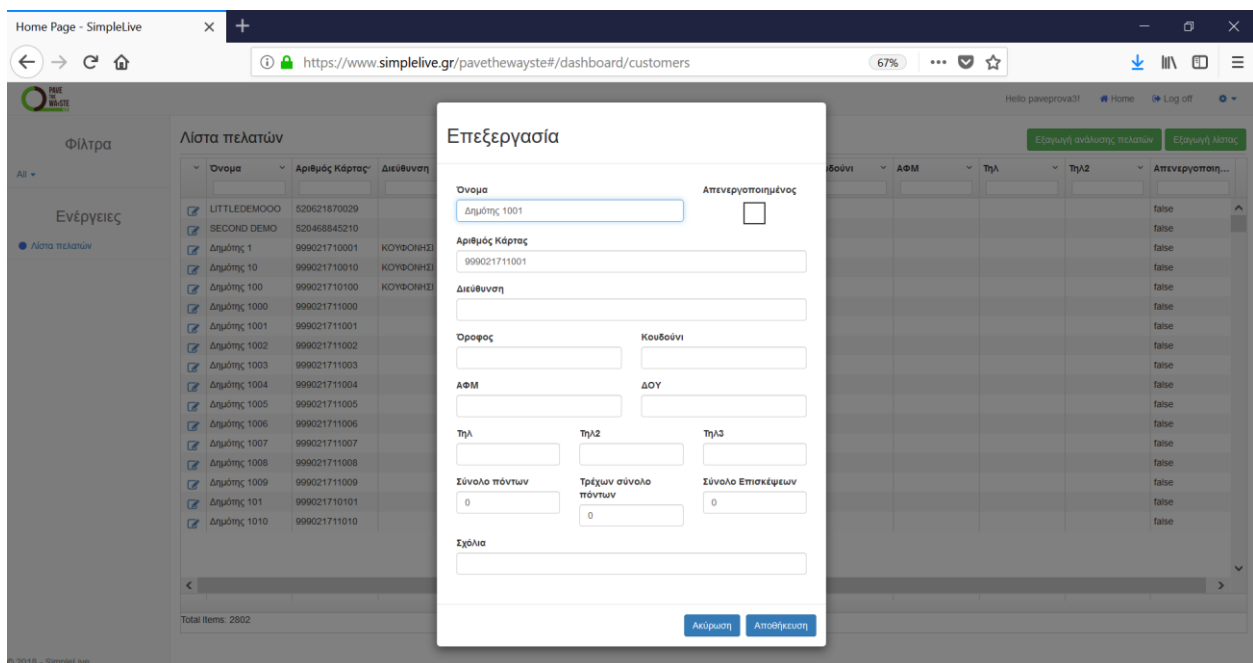 Home Page - SimpleLive
https://www.simplelive.gr/pavethewayste#/dashboard/customers
67%
PAVE THE WAYSTE
Hello paveprova3! Home Log off
Φίλτρα
All
Ενέργειες
Λίστα πελατών
Λίστα πελατών
Εξαγωγή ανάλυσης πελατών Εξαγωγή λίστας
Όνομα Αριθμός Κάρτας Διεύθυνση δούνι ΑΦΜ Τηλ Τηλ2 Απενεργοποιη...
LITTLEDEMOOO 520621870029 false
SECOND DEMO 520468845210 false
Δημότης 1 999021710001 ΚΟΥΦΟΝΗΣΙ false
Δημότης 10 999021710010 ΚΟΥΦΟΝΗΣΙ false
Δημότης 100 999021710100 ΚΟΥΦΟΝΗΣΙ false
Δημότης 1000 999021711000 false
Δημότης 1001 999021711001 false
Δημότης 1002 999021711002 false
Δημότης 1003 999021711003 false
Δημότης 1004 999021711004 false
Δημότης 1005 999021711005 false
Δημότης 1006 999021711006 false
Δημότης 1007 999021711007 false
Δημότης 1008 999021711008 false
Δημότης 1009 999021711009 false
Δημότης 101 999021710101 false
Δημότης 1010 999021711010 false
Total Items: 2802
Επεξεργασία
Όνομα Απενεργοποιημένος
Δημότης 1001
Αριθμός Κάρτας
999021711001
Διεύθυνση
Όροφος Κουδούνι
ΑΦΜ ΔΟΥ
Τηλ Τηλ2 Τηλ3
Σύνολο πόντων Τρέχων σύνολο πόντων Σύνολο Επισκέψεων
0 0 0
Σχόλια
Ακύρωση Αποθήκευση
© 2018 - SimpleLive